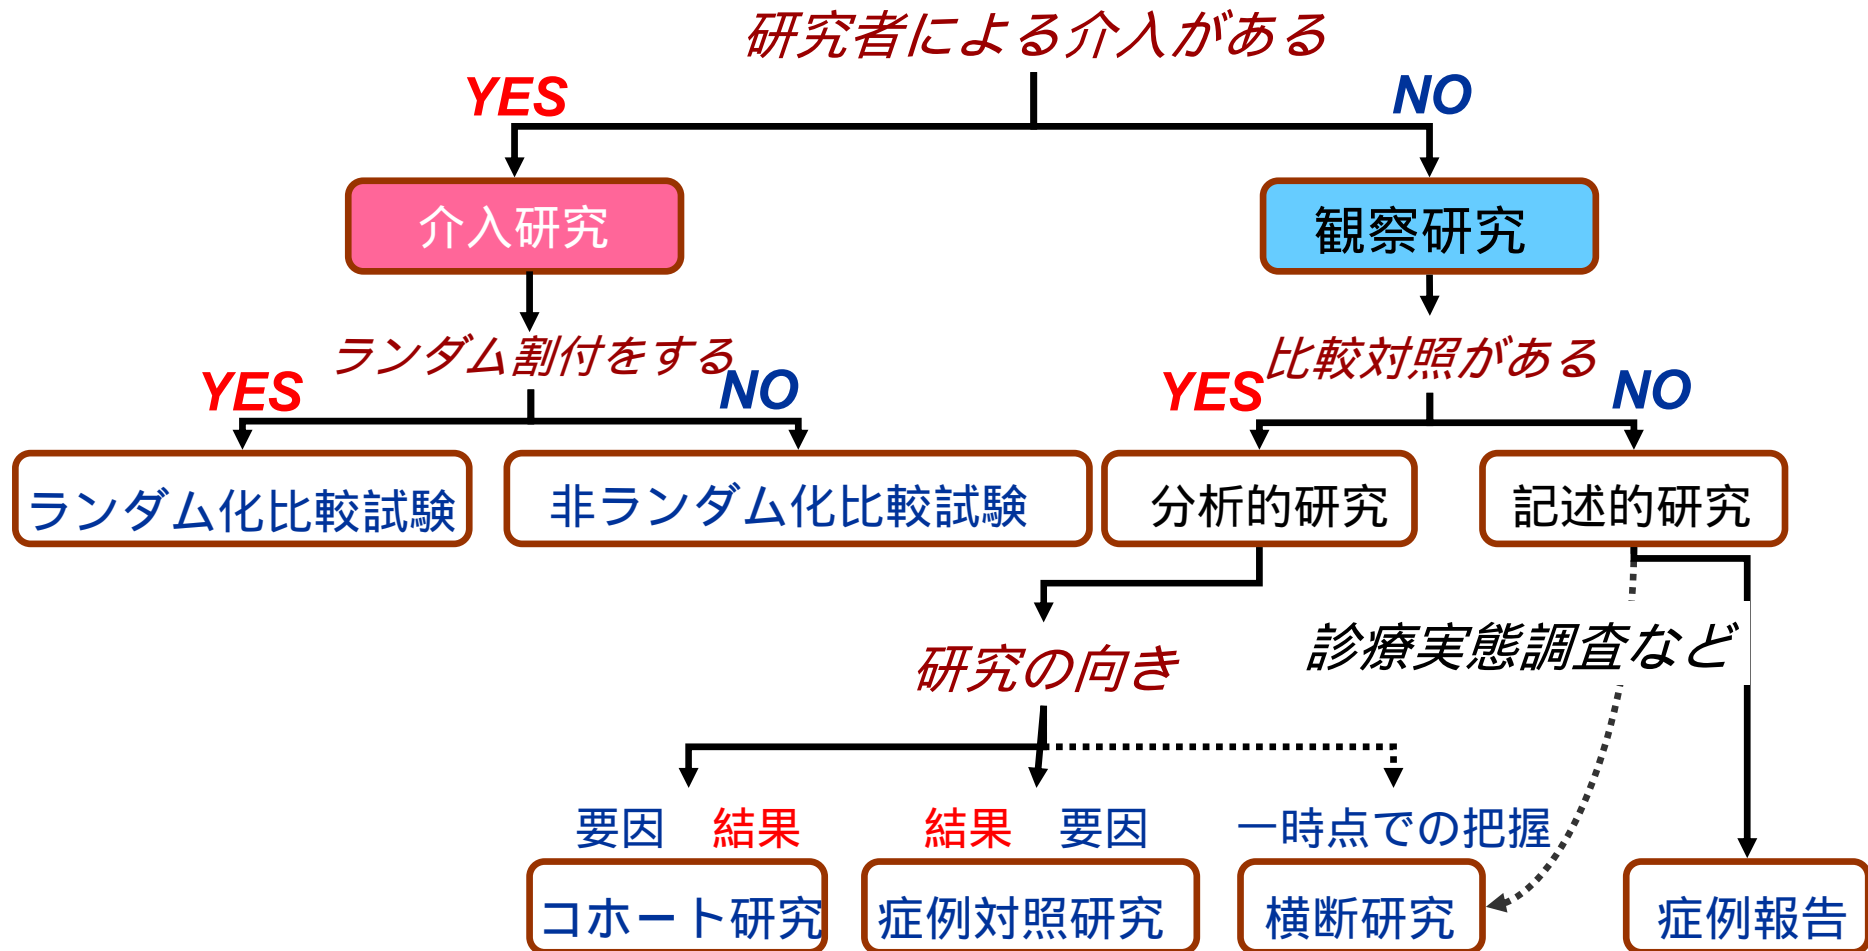 研究者による介入がある
YES
NO
介入研究
観察研究
ランダム割付をする
比較対照がある
YES
NO
YES
NO
ランダム化比較試験
非ランダム化比較試験
分析的研究
記述的研究
診療実態調査など
研究の向き
要因 結果
結果 要因
一時点での把握
コホート研究
症例対照研究
横断研究
症例報告